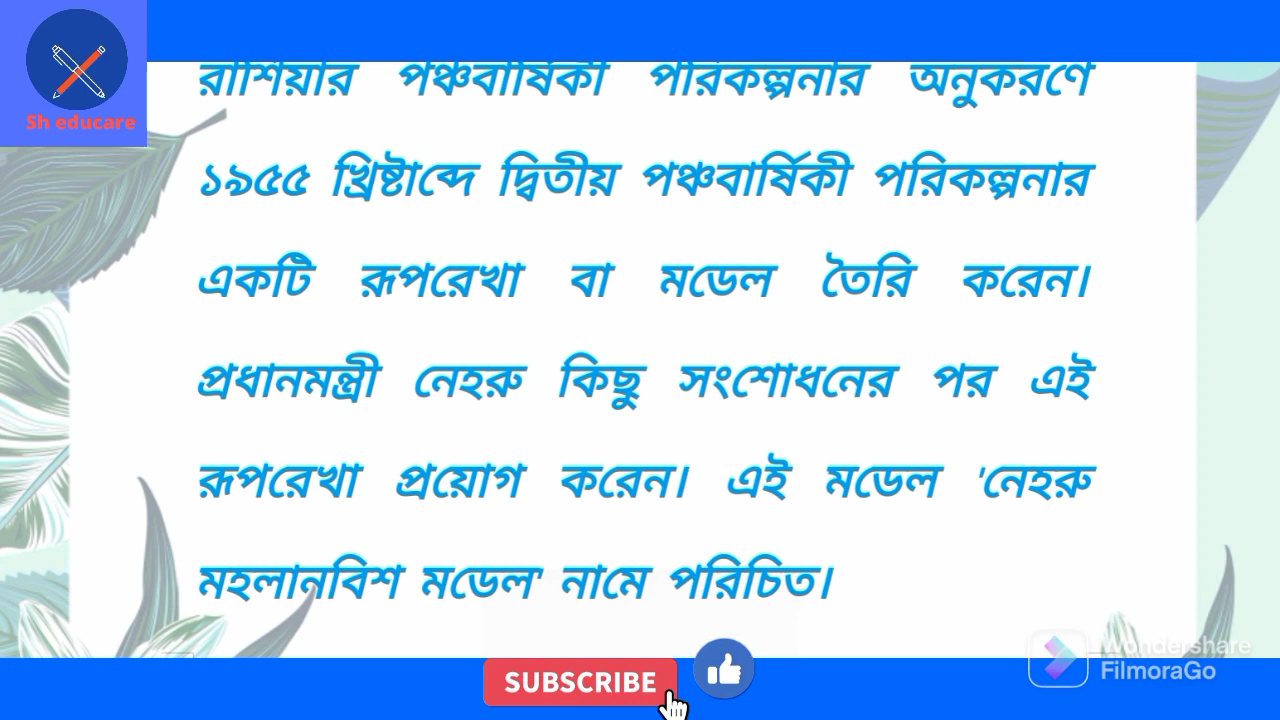 Sh educare
রাশিয়ার পঞ্চবার্ষিকী পরিকল্পনার অনুকরণে
১৯৫৫ খ্রিষ্টাব্দে দ্বিতীয় পঞ্চবার্ষিকী পরিকল্পনার
একটি রূপরেখা বা মডেল তৈরি করেন।
প্রধানমন্ত্রী নেহরু কিছু সংশোধনের পর এই
রূপরেখা প্রয়োগ করেন। এই মডেল 'নেহরু
মহলানবিশ মডেল' নামে পরিচিত।
Wondershare
FilmoraGo
SUBSCRIBE